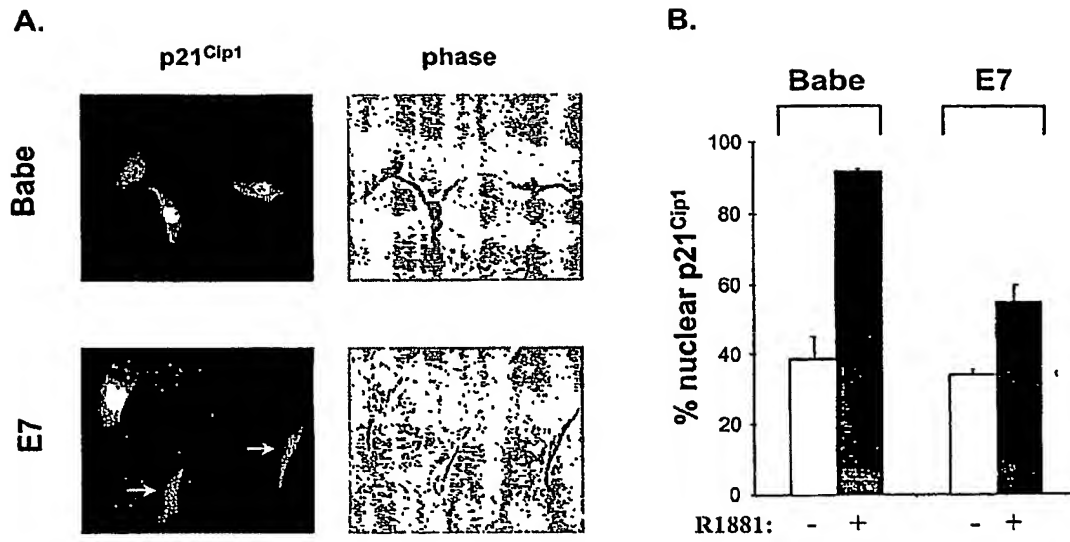 A.
p21Cip1
phase
Babe
E7
B.
Babe
E7
% nuclear p21Cip1
100
80
60
40
20
0
R1881: - + - +